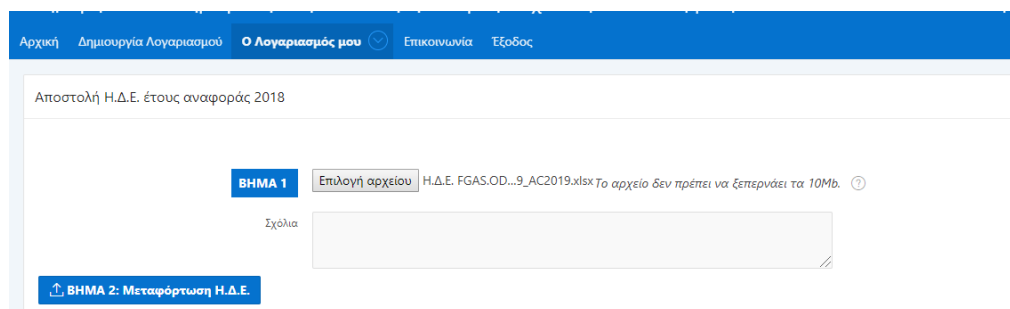 Αρχική Δημιουργία Λογαριασμού Ο Λογαριασμός μου Επικοινωνία Έξοδος
Αποστολή Η.Δ.Ε. έτους αναφοράς 2018
ΒΗΜΑ 1 Επιλογή αρχείου Η.Δ.Ε. FGAS.OD...9_AC2019.xlsx Το αρχείο δεν πρέπει να ξεπερνάει τα 10Mb. ?
Σχόλια
ΒΗΜΑ 2: Μεταφόρτωση Η.Δ.Ε.